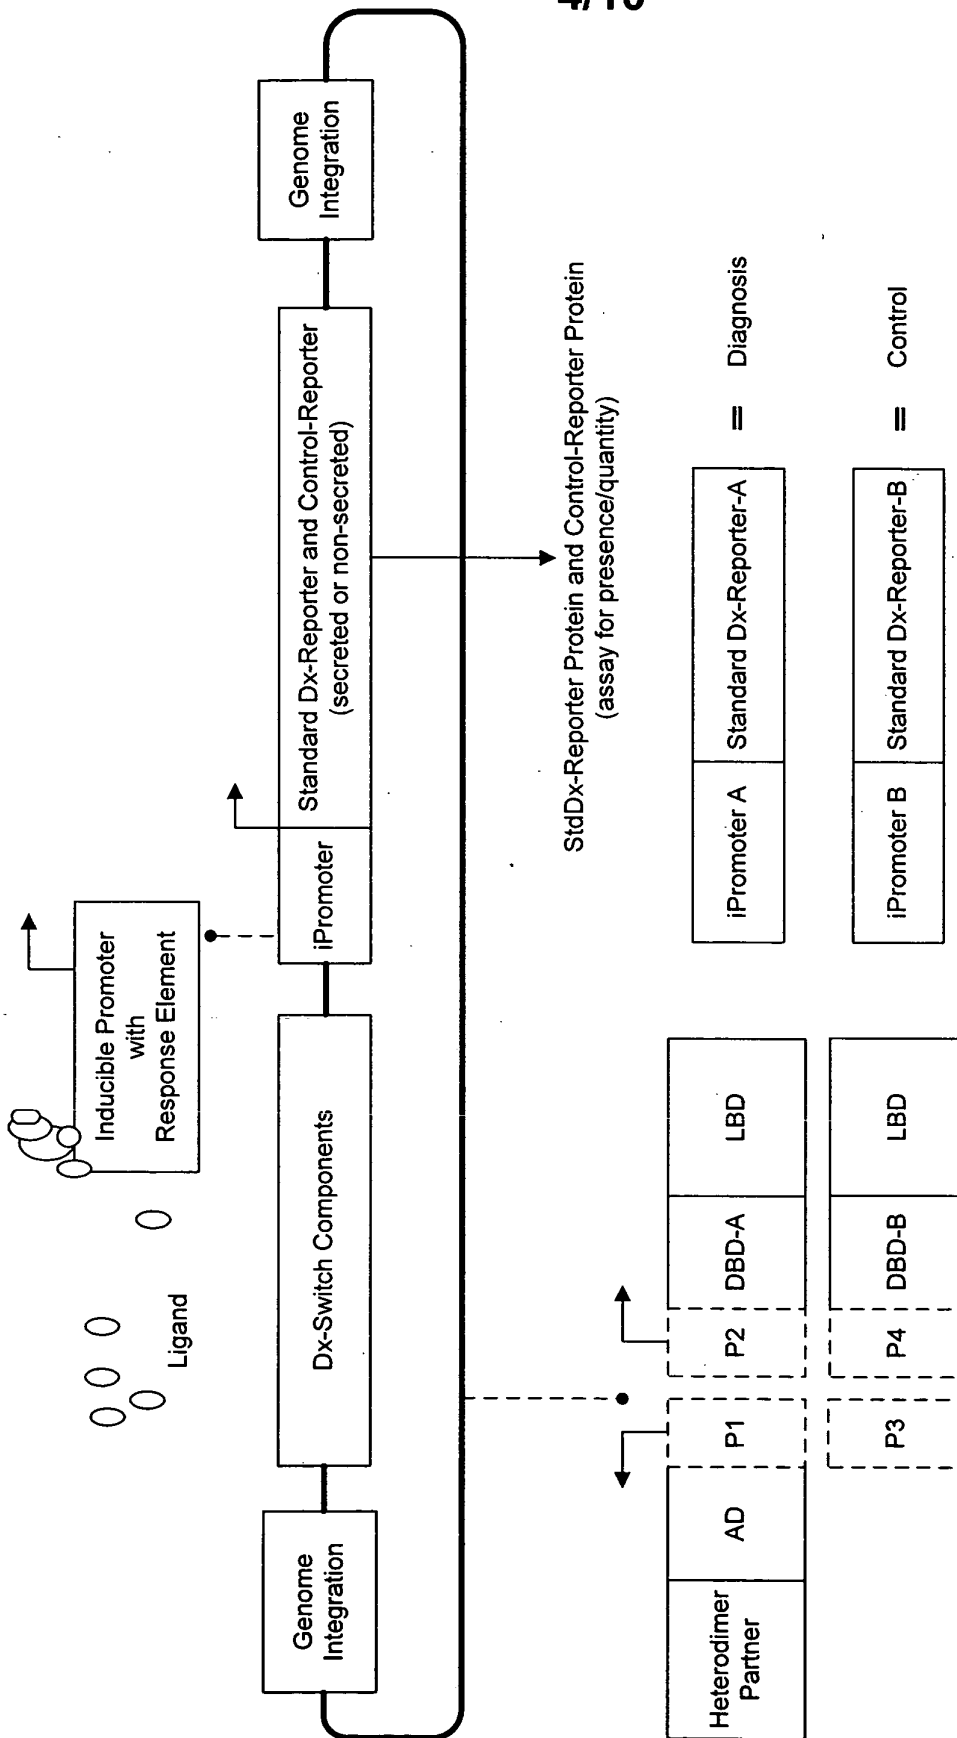 4/10
Ligand
Inducible Promoter
with
Response Element
Genome
Integration
Dx-Switch Components
iPromoter
Standard Dx-Reporter and Control-Reporter
(secreted or non-secreted)
Genome
Integration
StdDx-Reporter Protein and Control-Reporter Protein
(assay for presence/quantity)
Heterodimer
Partner
AD
P1
P2
DBD-A
LBD
iPromoter A
Standard Dx-Reporter-A
=
Diagnosis
P3
P4
DBD-B
LBD
iPromoter B
Standard Dx-Reporter-B
=
Control